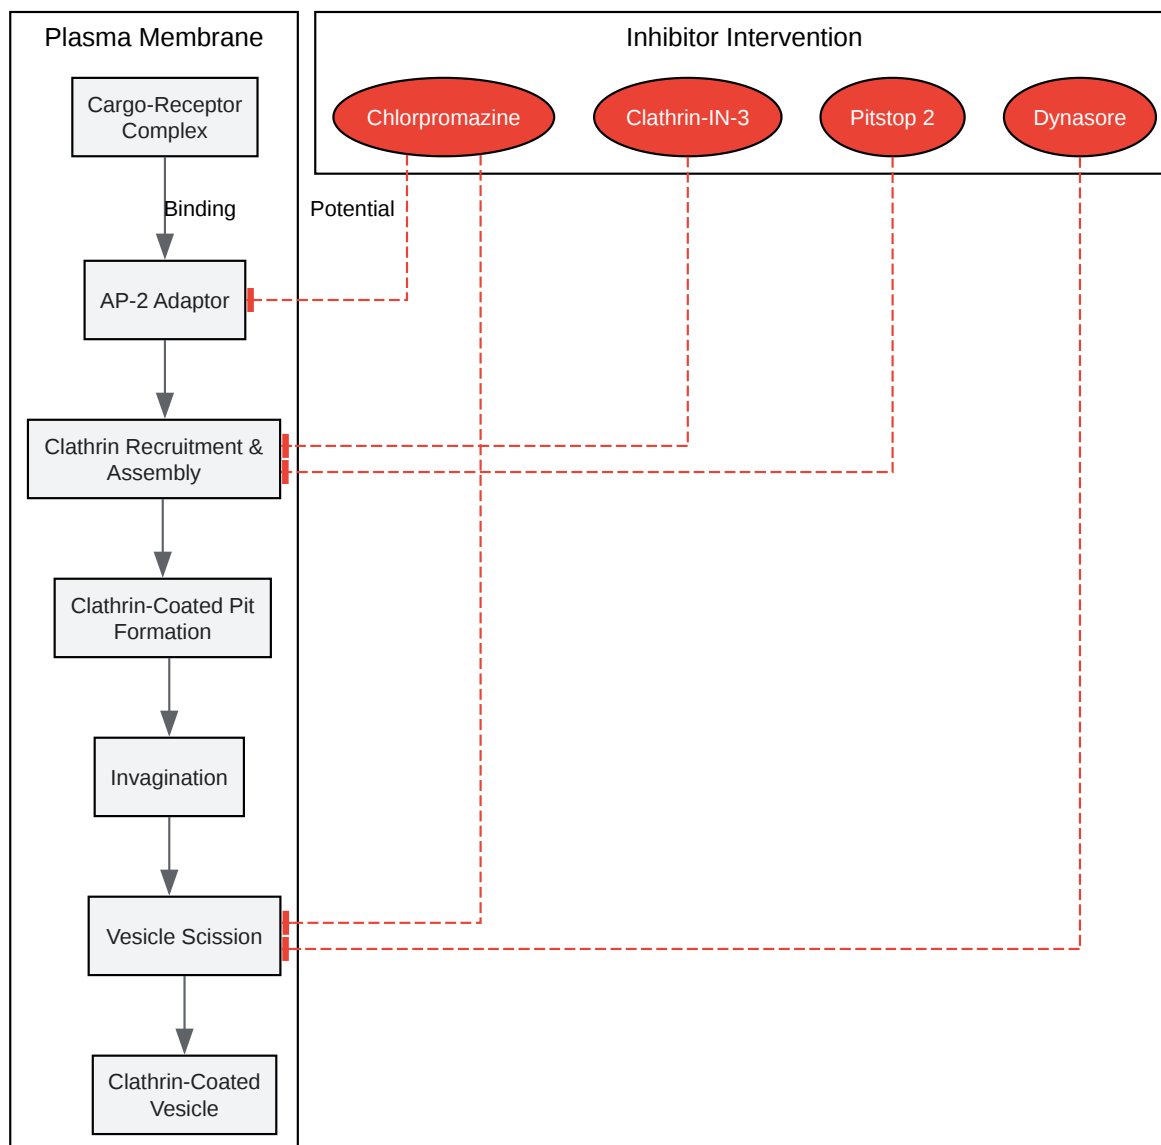 Plasma Membrane
Inhibitor Intervention
Cargo-Receptor
Complex
Chlorpromazine
Clathrin-IN-3
Pitstop 2
Dynasore
Binding
Potential
AP-2 Adaptor
Clathrin Recruitment &
Assembly
Clathrin-Coated Pit
Formation
Invagination
Vesicle Scission
Clathrin-Coated
Vesicle